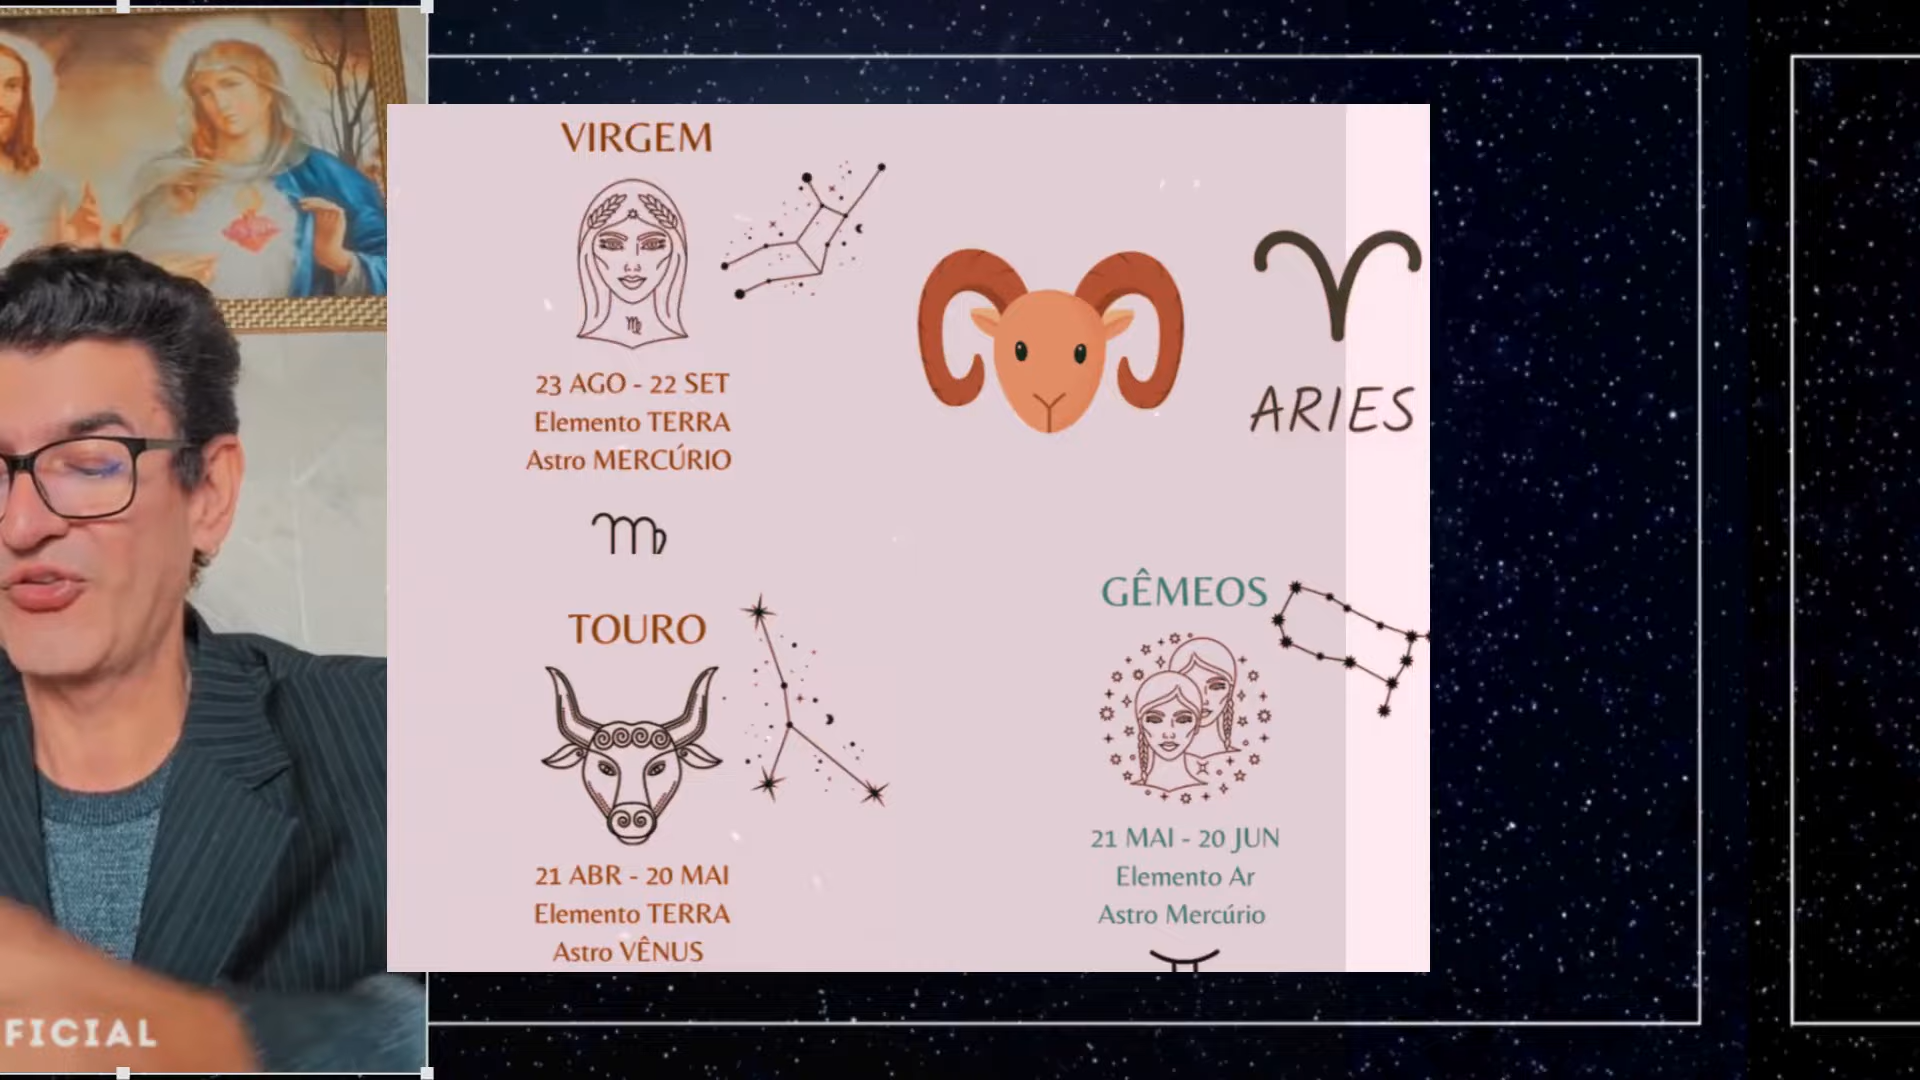 VIRGEM
23 AGO - 22 SET
Elemento TERRA
Astro MERCÚRIO
ARIES
TOURO
21 ABR - 20 MAI
Elemento TERRA
Astro VÊNUS
GÊMEOS
21 MAI - 20 JUN
Elemento Ar
Astro Mercúrio
FICIAL